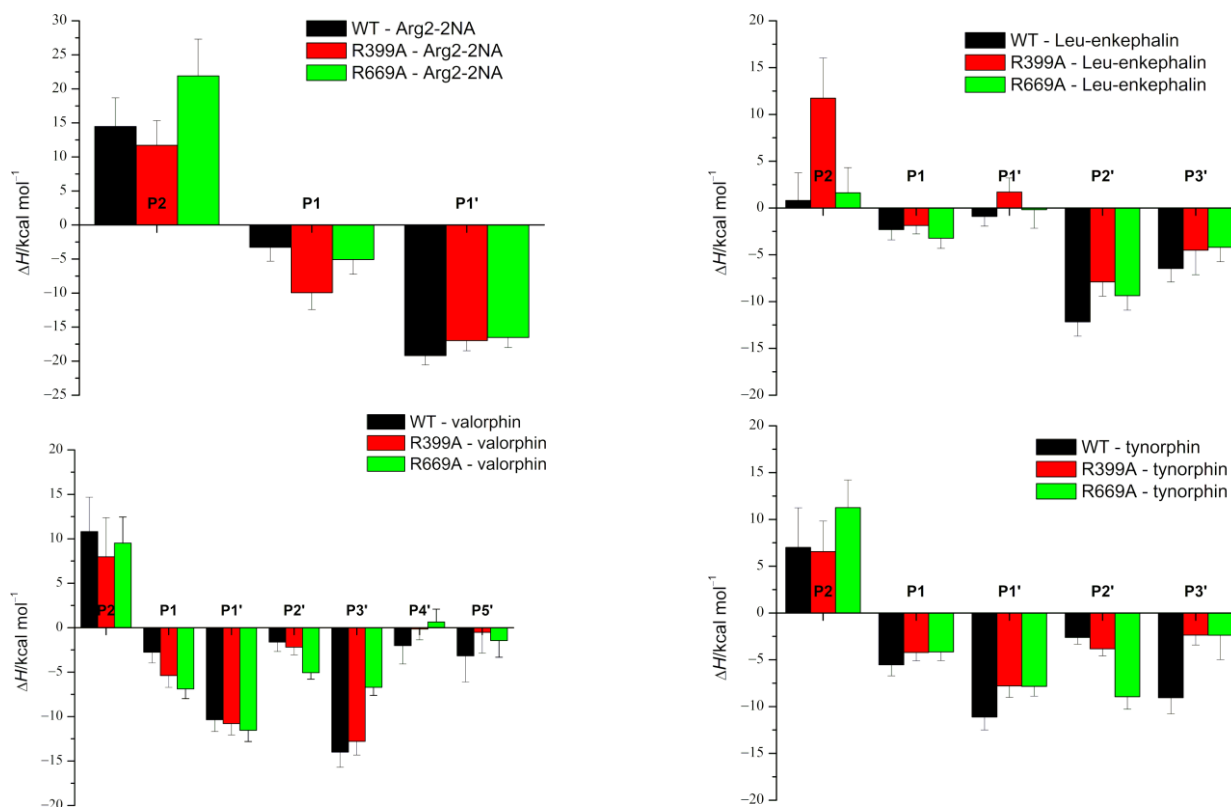 WT - Arg2-2NA
R399A - Arg2-2NA
R669A - Arg2-2NA
ΔH/kcal mol⁻¹
30
25
20
15
10
5
0
−5
−10
−15
−20
−25
P2
P1
P1'
WT - Leu-enkephalin
R399A - Leu-enkephalin
R669A - Leu-enkephalin
ΔH/kcal mol⁻¹
20
15
10
5
0
−5
−10
−15
−20
P2
P1
P1'
P2'
P3'
WT - valorphin
R399A - valorphin
R669A - valorphin
ΔH/kcal mol⁻¹
20
15
10
5
0
−5
−10
−15
−20
P2
P1
P1'
P2'
P3'
P4'
P5'
WT - tynorphin
R399A - tynorphin
R669A - tynorphin
ΔH/kcal mol⁻¹
20
15
10
5
0
−5
−10
−15
−20
P2
P1
P1'
P2'
P3'